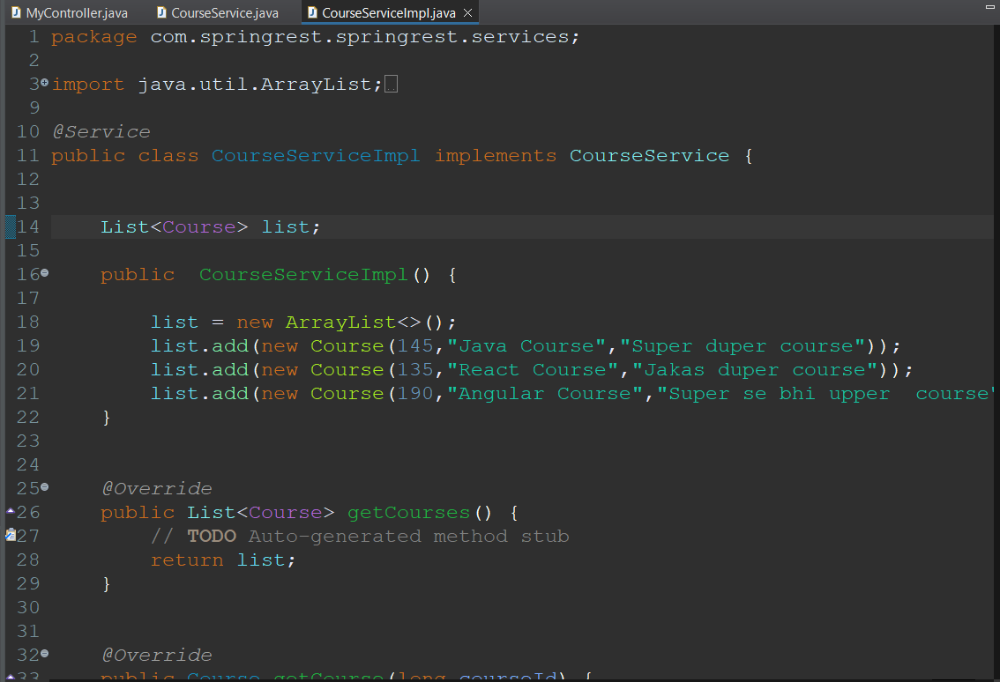 MyController.java CourseService.java CourseServiceImpl.java
1 package com.springrest.springrest.services;
2
3 import java.util.ArrayList;
9
10 @Service
11 public class CourseServiceImpl implements CourseService {
12
13
14 List<Course> list;
15
16 public  CourseServiceImpl() {
17
18 list = new ArrayList<>();
19 list.add(new Course(145,"Java Course","Super duper course"));
20 list.add(new Course(135,"React Course","Jakas duper course"));
21 list.add(new Course(190,"Angular Course","Super se bhi upper  course"
22 }
23
24
25 @Override
26 public List<Course> getCourses() {
27 // TODO Auto-generated method stub
28 return list;
29 }
30
31
32 @Override
33 public Course getCourse(long courseId) {